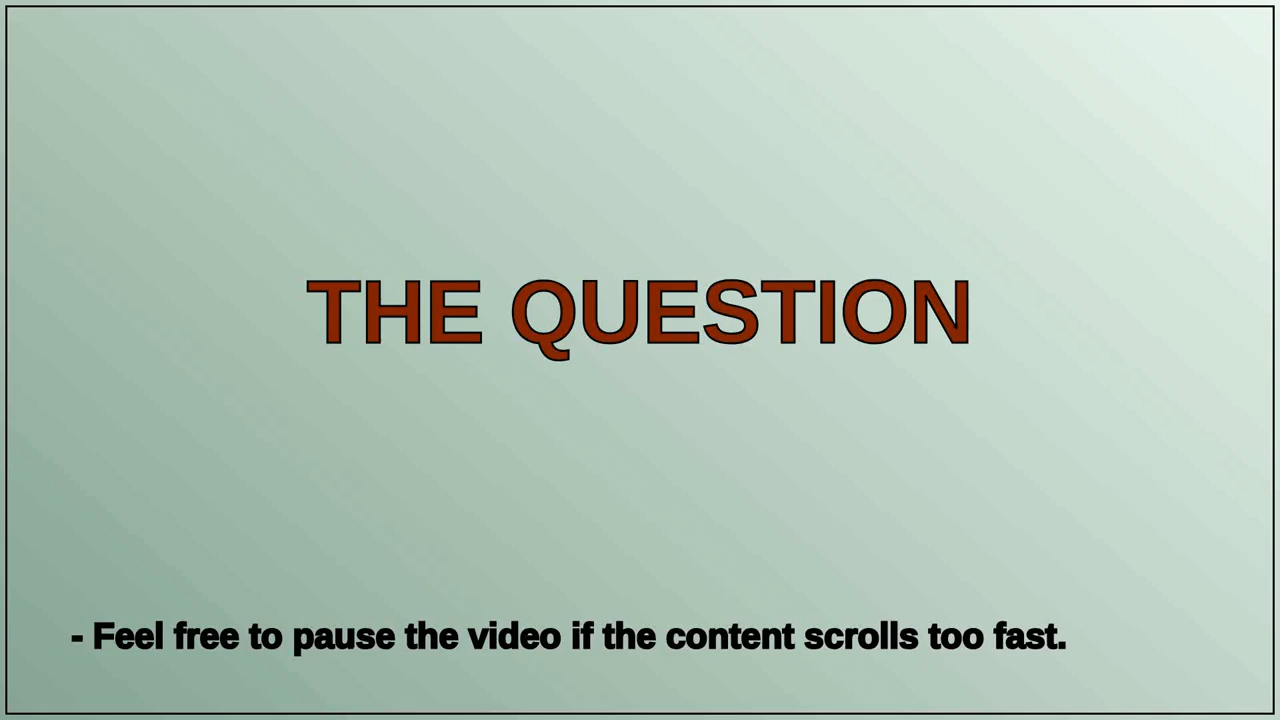 THE QUESTION
- Feel free to pause the video if the content scrolls too fast.